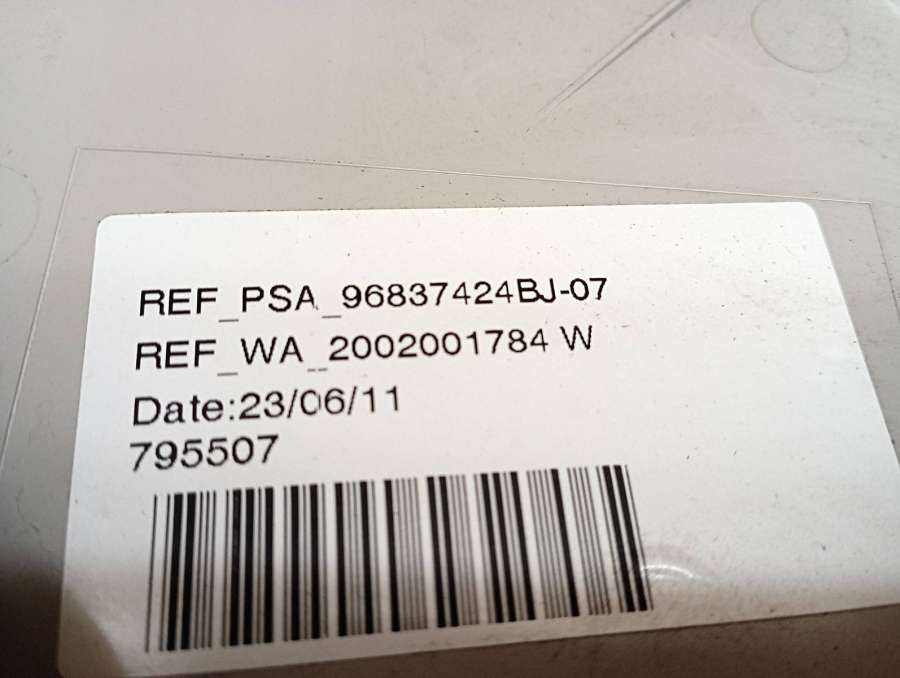 REF_PSA_96837424BJ-07
REF_WA_2002001784 W
Date:23/06/11
795507